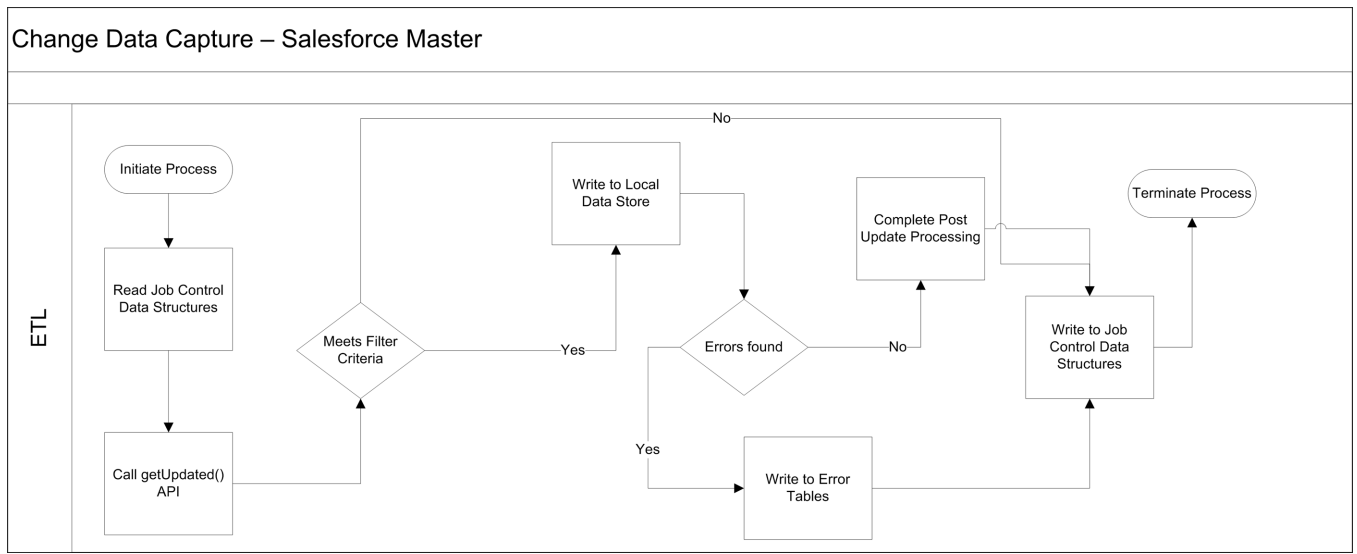 Change Data Capture – Salesforce Master
ETL
Initiate Process
Read Job Control
Data Structures
Call getUpdated()
API
Meets Filter
Criteria
No
Yes
Write to Local
Data Store
Errors found
No
Yes
Complete Post
Update Processing
Write to Error
Tables
Write to Job
Control Data
Structures
Terminate Process